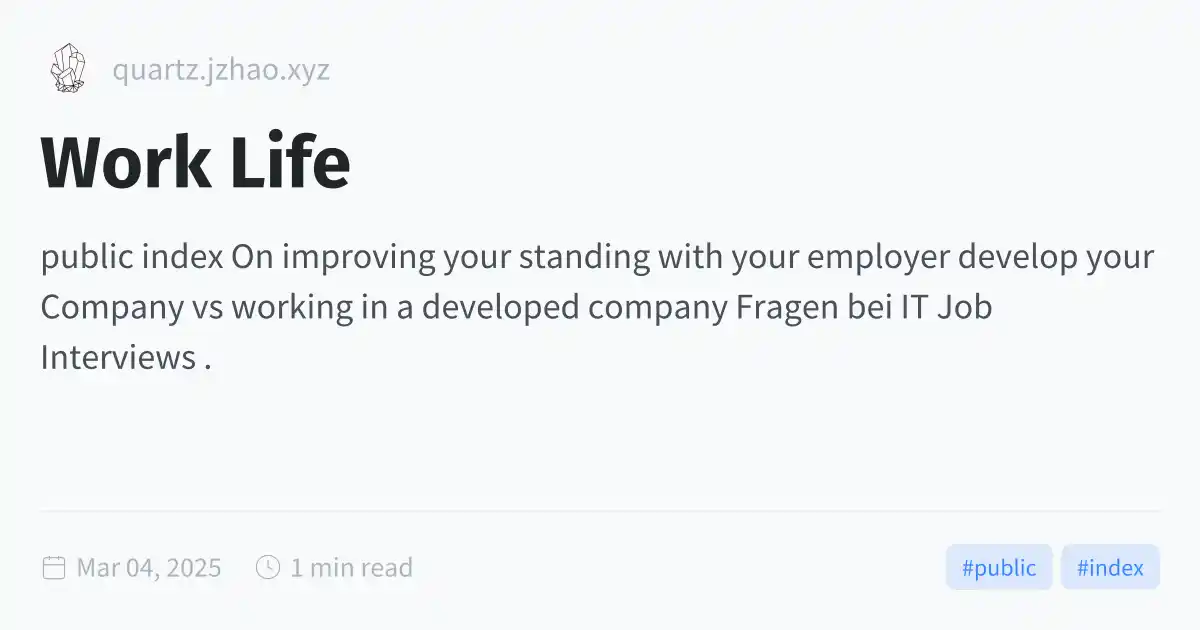 quartz.jzhao.xyz
Work Life
public index On improving your standing with your employer develop your
Company vs working in a developed company Fragen bei IT Job
Interviews .
Mar 04, 2025 1 min read #public #index